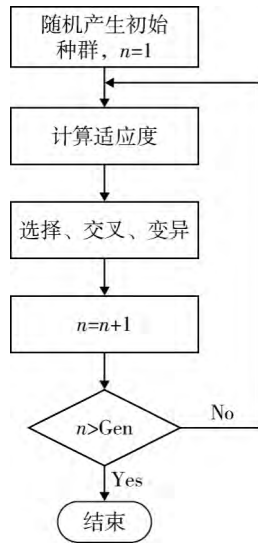 随机产生初始
种群，n=1
计算适应度
选择、交叉、变异
n=n+1
n>Gen
No
Yes
结束